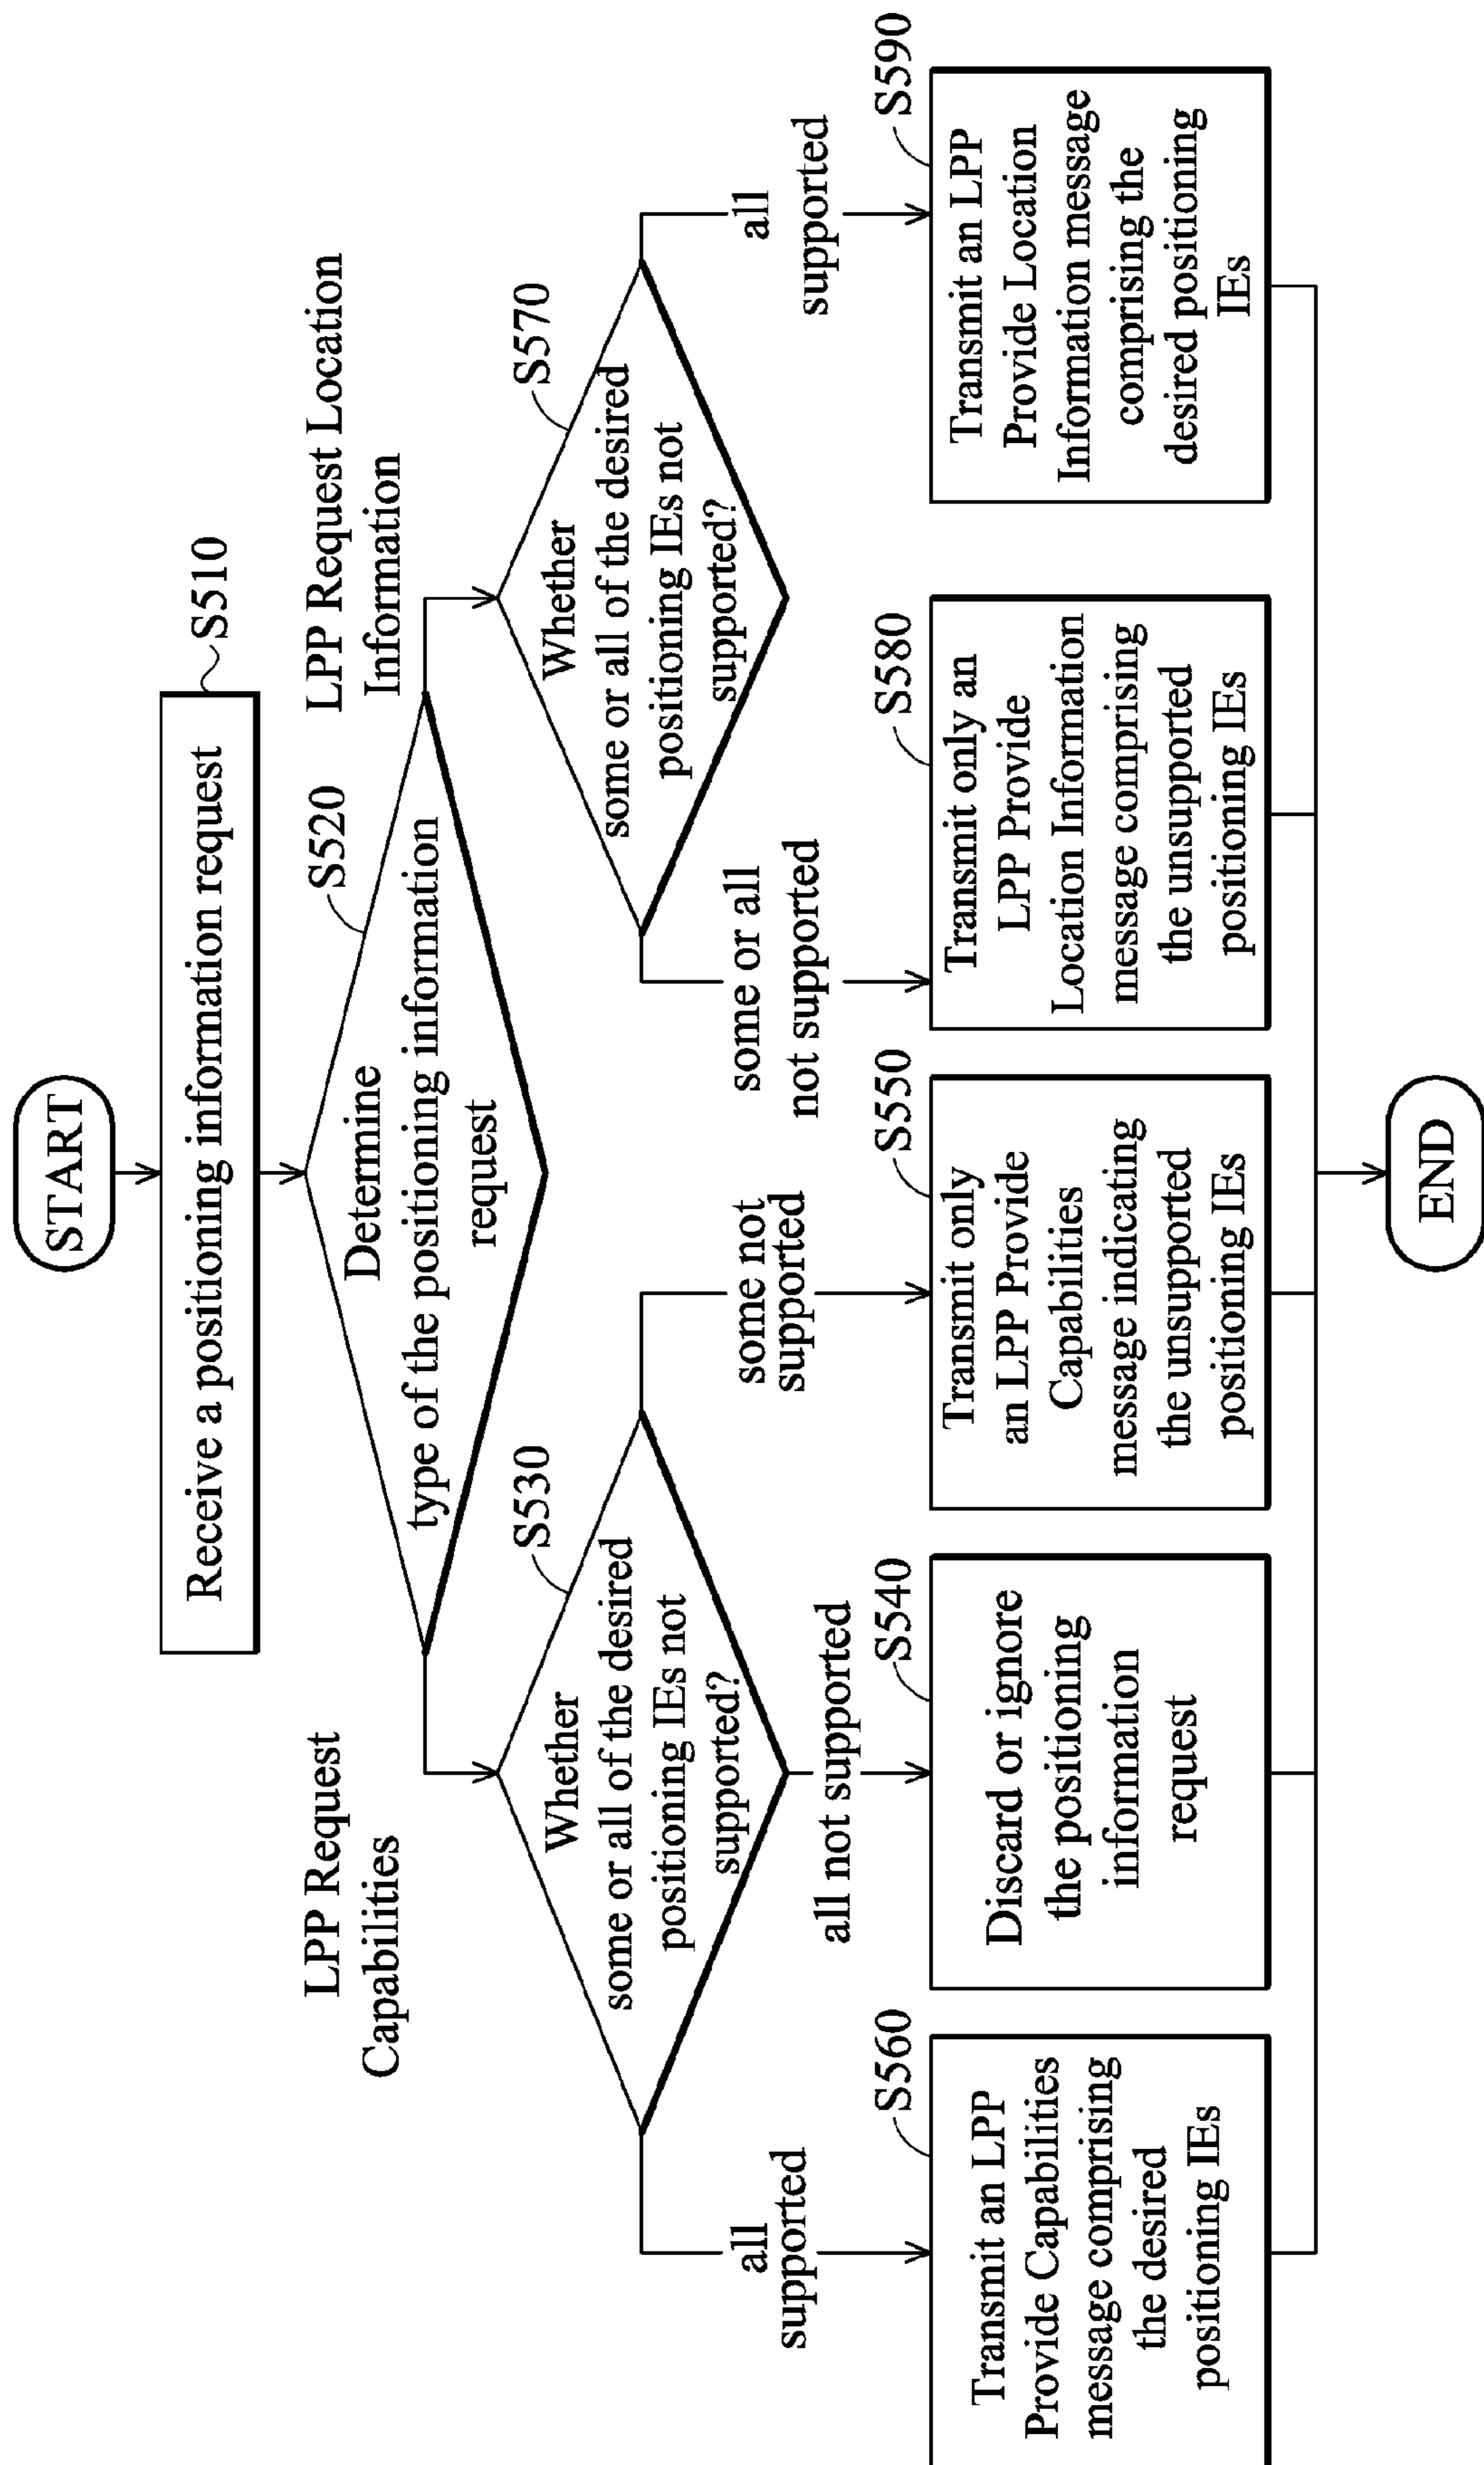 START
Receive a positioning information request
S510
Determine
type of the positioning information
request
S520
LPP Request
Capabilities
LPP Request Location
Information
Whether
some or all of the desired
positioning IEs not
supported?
S530
Whether
some or all of the desired
positioning IEs not
supported?
S570
all
supported
all not supported
some not
supported
some or all
not supported
all
supported
S560
Transmit an LPP
Provide Capabilities
message comprising
the desired
positioning IEs
S540
Discard or ignore
the positioning
information
request
S550
Transmit only
an LPP Provide
Capabilities
message indicating
the unsupported
positioning IEs
S580
Transmit only an
LPP Provide
Location Information
message comprising
the unsupported
positioning IEs
S590
Transmit an LPP
Provide Location
Information message
comprising the
desired positioning
IEs
END